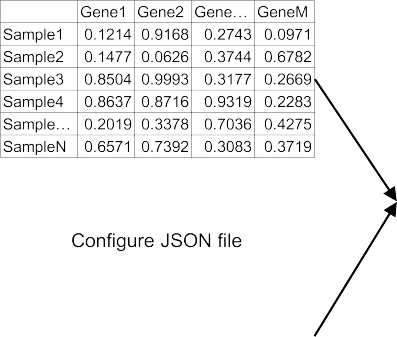 Gene1 Gene2 Gene... GeneM
Sample1 0.1214 0.9168 0.2743 0.0971
Sample2 0.1477 0.0626 0.3744 0.6782
Sample3 0.8504 0.9993 0.3177 0.2669
Sample4 0.8637 0.8716 0.9319 0.2283
Sample... 0.2019 0.3378 0.7036 0.4275
SampleN 0.6571 0.7392 0.3083 0.3719
Configure JSON file